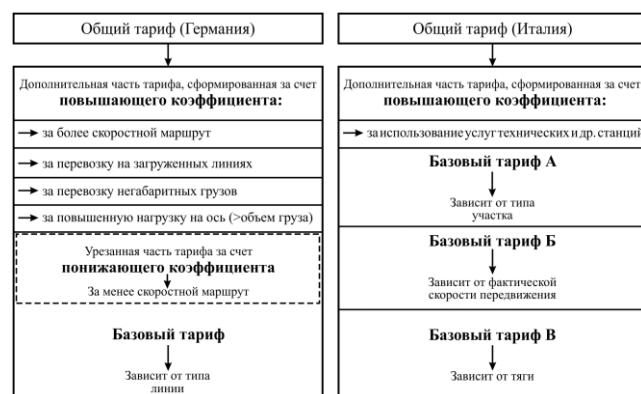 Общий тариф (Германия)
Дополнительная часть тарифа, сформированная за счет
повышающего коэффициента:
за более скоростной маршрут
за перевозку на загруженных линиях
за перевозку негабаритных грузов
за повышенную нагрузку на ось (>объем груза)
Урезанная часть тарифа за счет
понижающего коэффициента
За менее скоростной маршрут
Базовый тариф
Зависит от типа
линии
Общий тариф (Италия)
Дополнительная часть тарифа, сформированная за счет
повышающего коэффициента:
за использование услуг технических и др. станций
Базовый тариф А
Зависит от типа
участка
Базовый тариф Б
Зависит от фактической
скорости передвижения
Базовый тариф В
Зависит от тяги